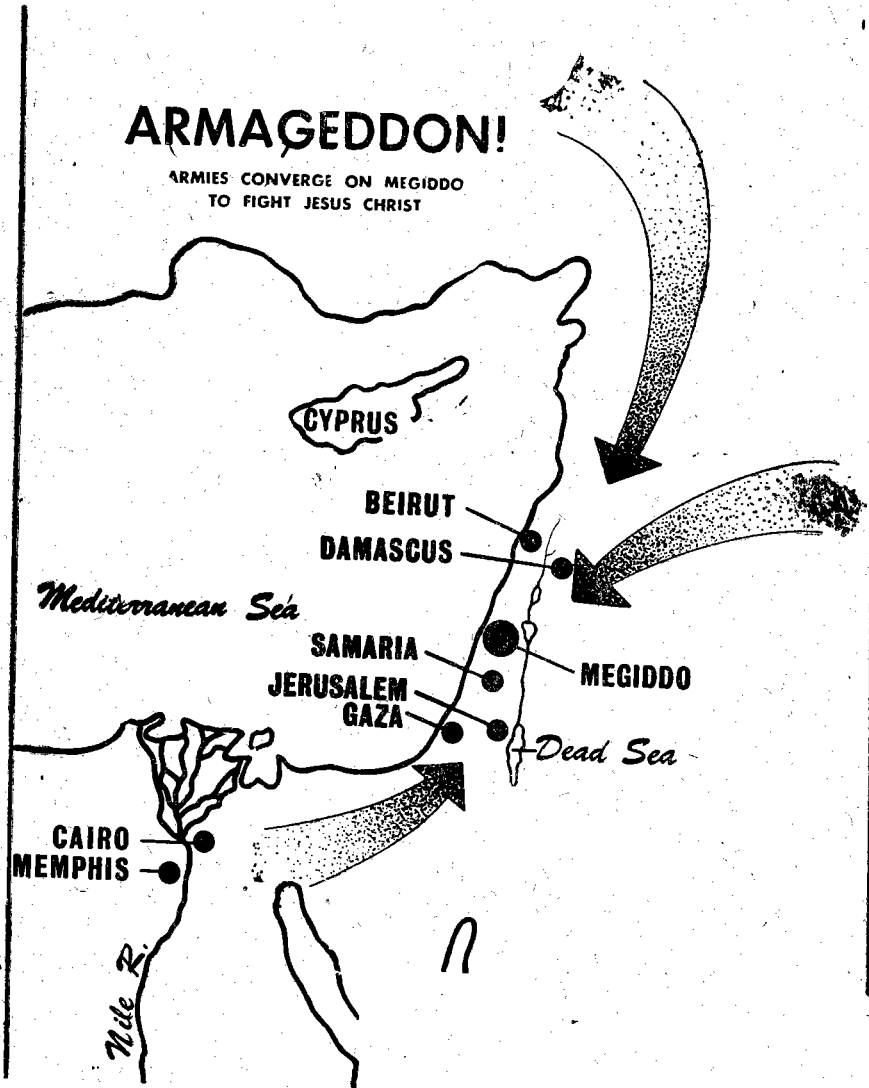 ARMAGEDDON!
ARMIES CONVERGE ON MEGIDDO
TO FIGHT JESUS CHRIST
CYPRUS
BEIRUT
DAMASCUS
Mediterranean Sea
SAMARIA
MEGIDDO
JERUSALEM
GAZA
Dead Sea
CAIRO
MEMPHIS
Nile R.